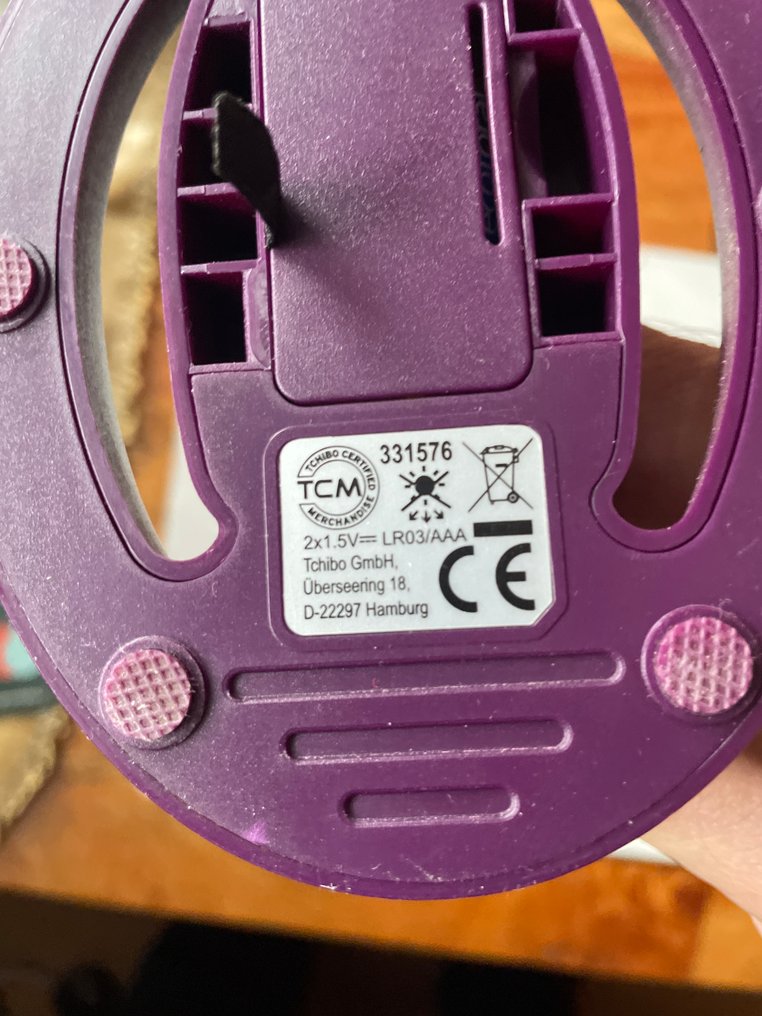 TCHIBO CERTIFIED
TCM
MERCHANDISE
331576
2x1.5V⎓ LR03/AAA
Tchibo GmbH,
Überseering 18,
D-22297 Hamburg
CE